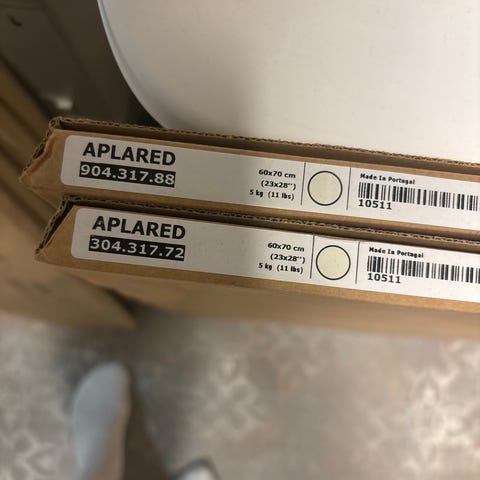 APLARED
904.317.88
60x70 cm
(23x28")
5 kg (11 lbs)
Made In Portugal
10511
APLARED
304.317.72
60x70 cm
(23x28")
5 kg (11 lbs)
Made In Portugal
10511